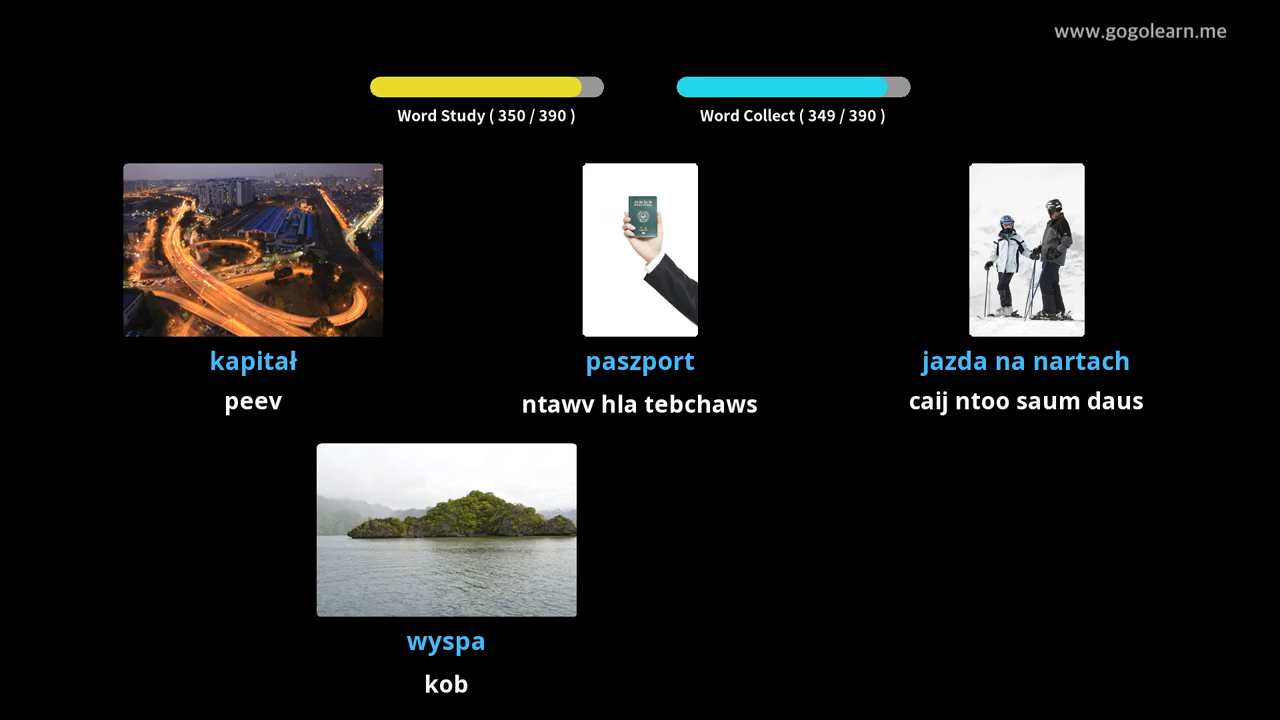 www.gogolearn.me
Word Study ( 350 / 390 )
Word Collect ( 349 / 390 )
kapitał
paszport
jazda na nartach
peev
ntawv hla tebchaws
caij ntoo saum daus
wyspa
kob